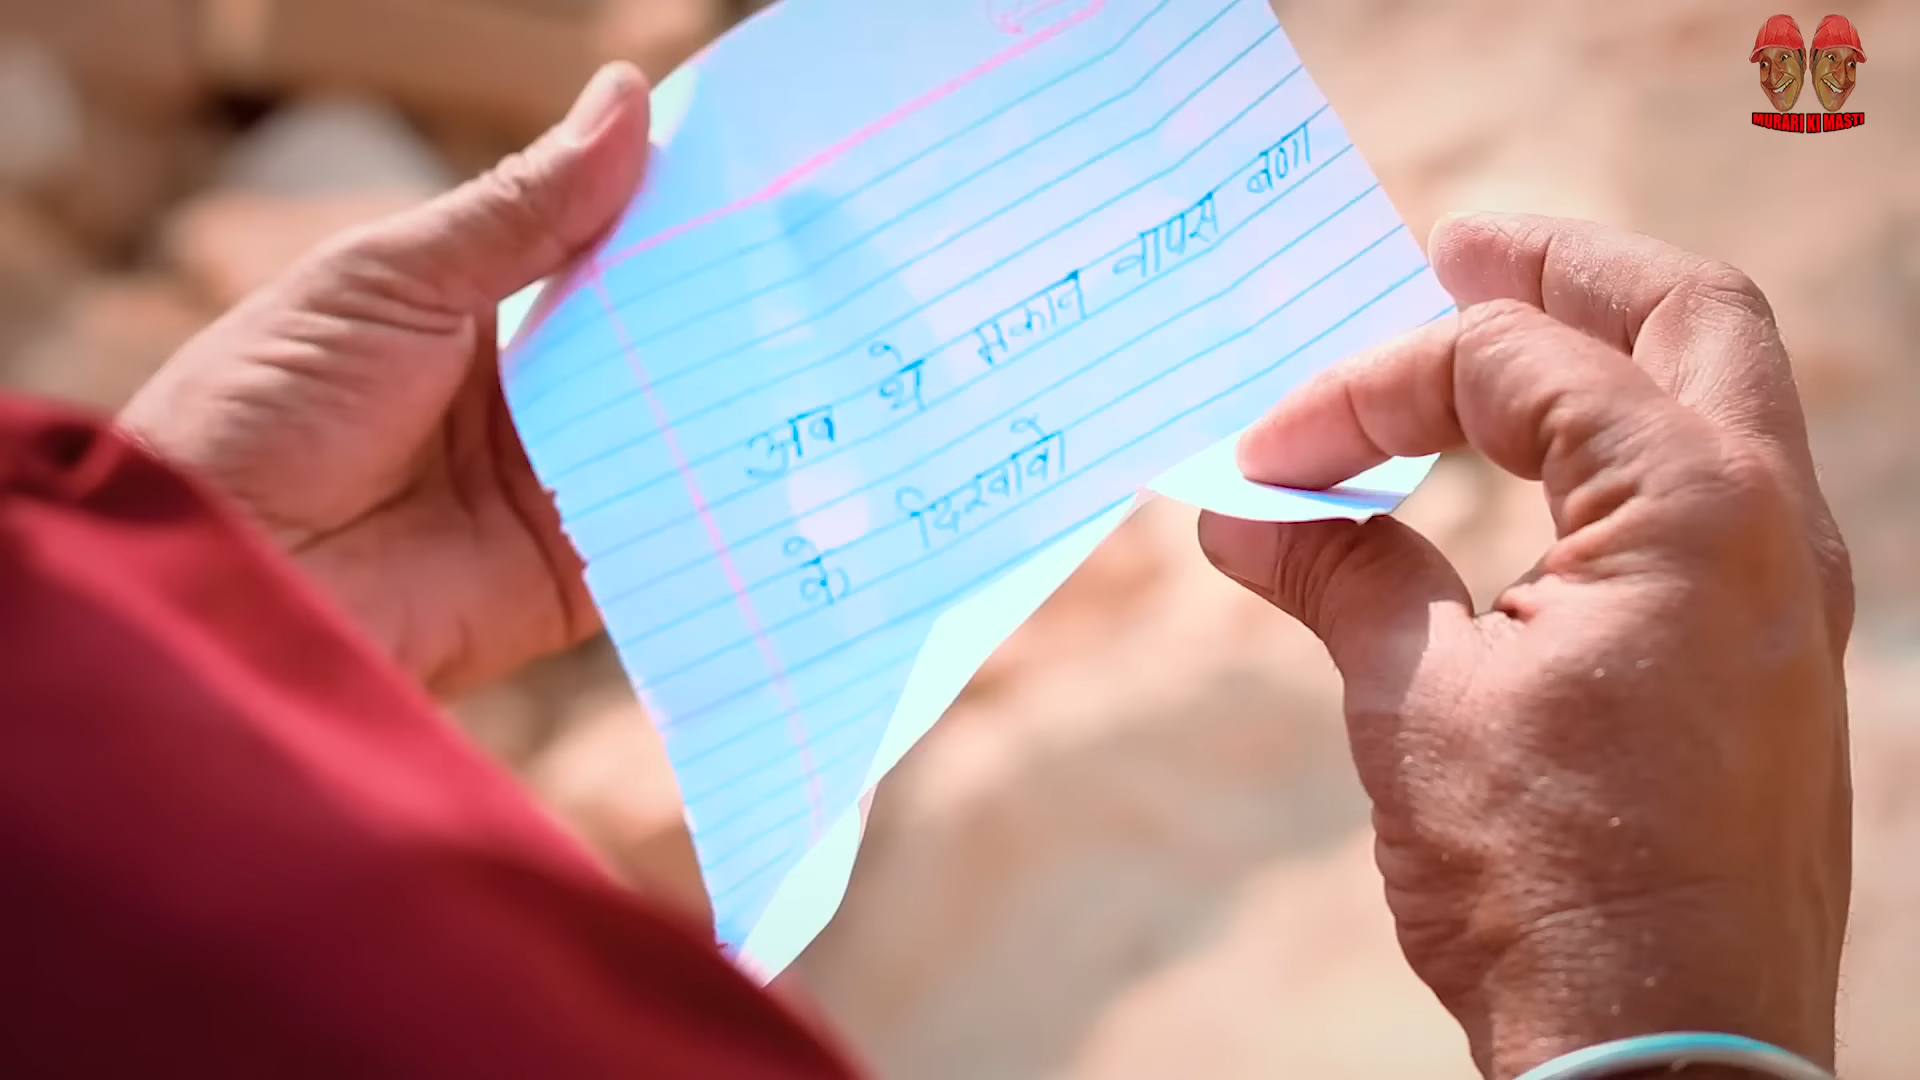 अब थे मकान वापस बणा
के दिखावो
MURARI KI MASTI